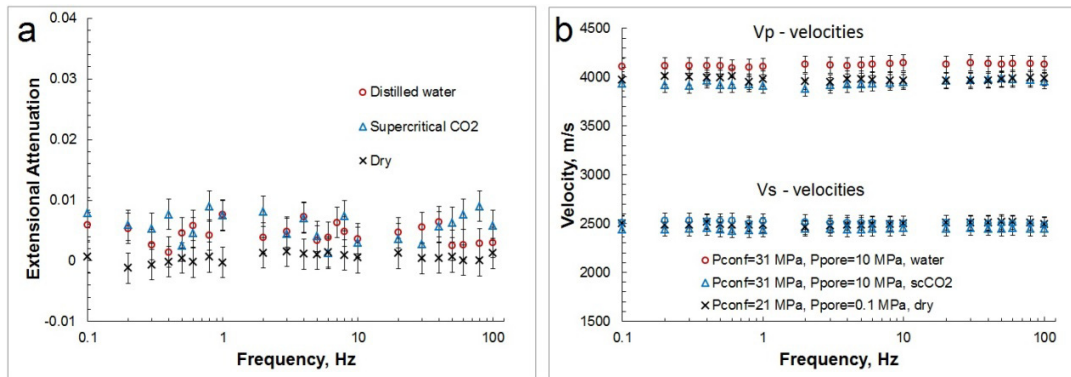 a
0.04
0.03
0.02
0.01
0
-0.01
Extensional Attenuation
Distilled water
Supercritical CO2
Dry
0.1
1
10
100
Frequency, Hz
b
Vp - velocities
4500
4000
3500
3000
2500
2000
1500
Velocity, m/s
Vs - velocities
Pconf=31 MPa, Ppore=10 MPa, water
Pconf=31 MPa, Ppore=10 MPa, scCO2
Pconf=21 MPa, Ppore=0.1 MPa, dry
0.1
1
10
100
Frequency, Hz